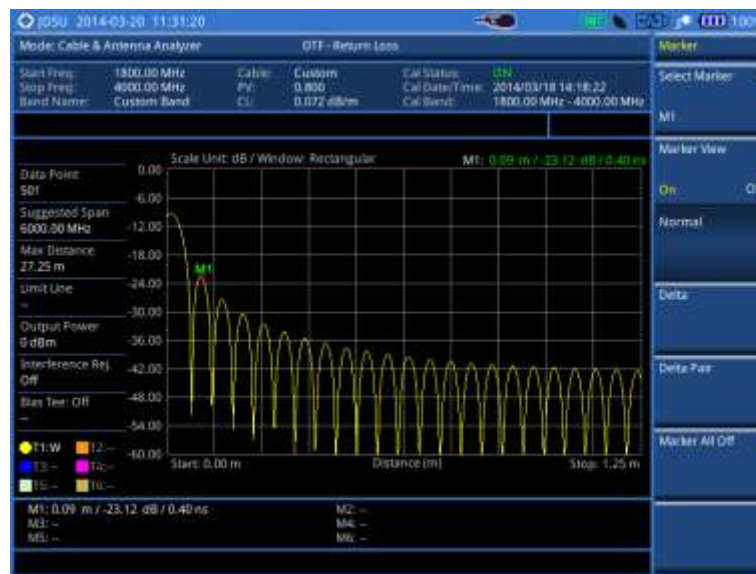 JDSU 2014-03-20 11:31:20
INT
100%
Mode: Cable & Antenna Analyzer
DTF - Return Loss
Marker
Start Freq: 1800.00 MHz
Cable: Custom
Cal Status: ON
Stop Freq: 4000.00 MHz
PV: 0.800
Cal Date/Time: 2014/03/18 14:18:22
Band Name: Custom Band
CL: 0.072 dB/m
Cal Band: 1800.00 MHz - 4000.00 MHz
Select Marker
M1
Marker View
On
Normal
Delta
Delta Pair
Marker All Off
Scale Unit: dB / Window: Rectangular
M1: 0.09 m / -23.12 dB / 0.40 ns
Data Point
501
Suggested Span
6000.00 MHz
Max Distance
27.25 m
Limit Line
--
Output Power
0 dBm
Interference Rej.
Off
Bias Tee: Off
--
T1:W
T2:--
T3:--
T4:--
T5:--
T6:--
0.00
-6.00
-12.00
-18.00
-24.00
-30.00
-36.00
-42.00
-48.00
-54.00
-60.00
M1
Start: 0.00 m
Distance (m)
Stop: 1.25 m
M1: 0.09 m / -23.12 dB / 0.40 ns
M2: --
M3: --
M4: --
M5: --
M6: --